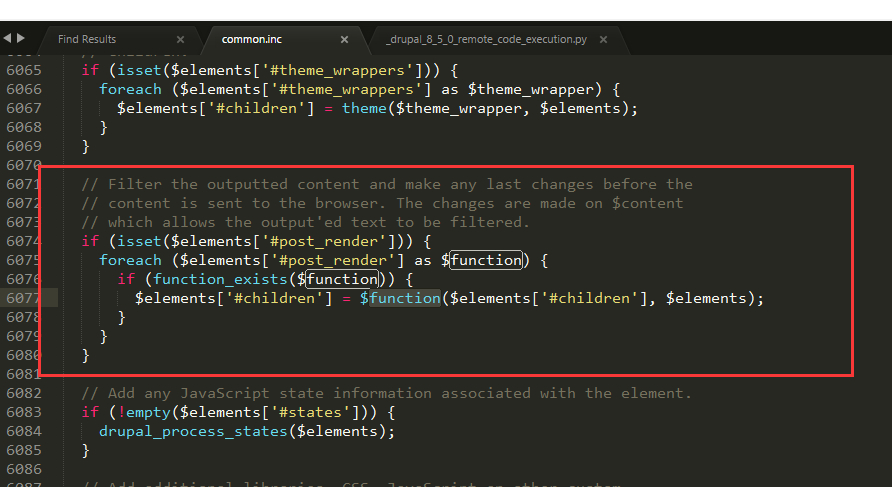 Find Results × common.inc × _drupal_8_5_0_remote_code_execution.py ×
6065 if (isset($elements['#theme_wrappers'])) {
6066 foreach ($elements['#theme_wrappers'] as $theme_wrapper) {
6067 $elements['#children'] = theme($theme_wrapper, $elements);
6068 }
6069 }
6070
6071 // Filter the outputted content and make any last changes before the
6072 // content is sent to the browser. The changes are made on $content
6073 // which allows the output'ed text to be filtered.
6074 if (isset($elements['#post_render'])) {
6075 foreach ($elements['#post_render'] as $function) {
6076 if (function_exists($function)) {
6077 $elements['#children'] = $function($elements['#children'], $elements);
6078 }
6079 }
6080 }
6081
6082 // Add any JavaScript state information associated with the element.
6083 if (!empty($elements['#states'])) {
6084 drupal_process_states($elements);
6085 }
6086